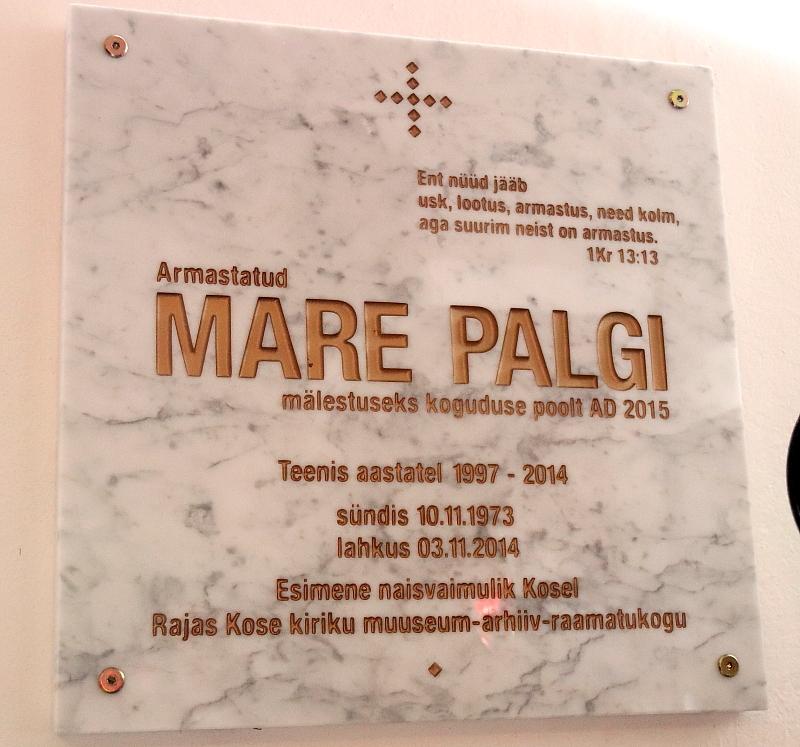 Ent nüüd jääb
usk, lootus, armastus, need kolm,
aga suurim neist on armastus.
1Kr 13:13
Armastatud
MARE PALGI
mälestuseks koguduse poolt AD 2015
Teenis aastatel 1997 - 2014
sündis 10.11.1973
lahkus 03.11.2014
Esimene naisvaimulik Kosel
Rajas Kose kiriku muuseum-arhiiv-raamatukogu